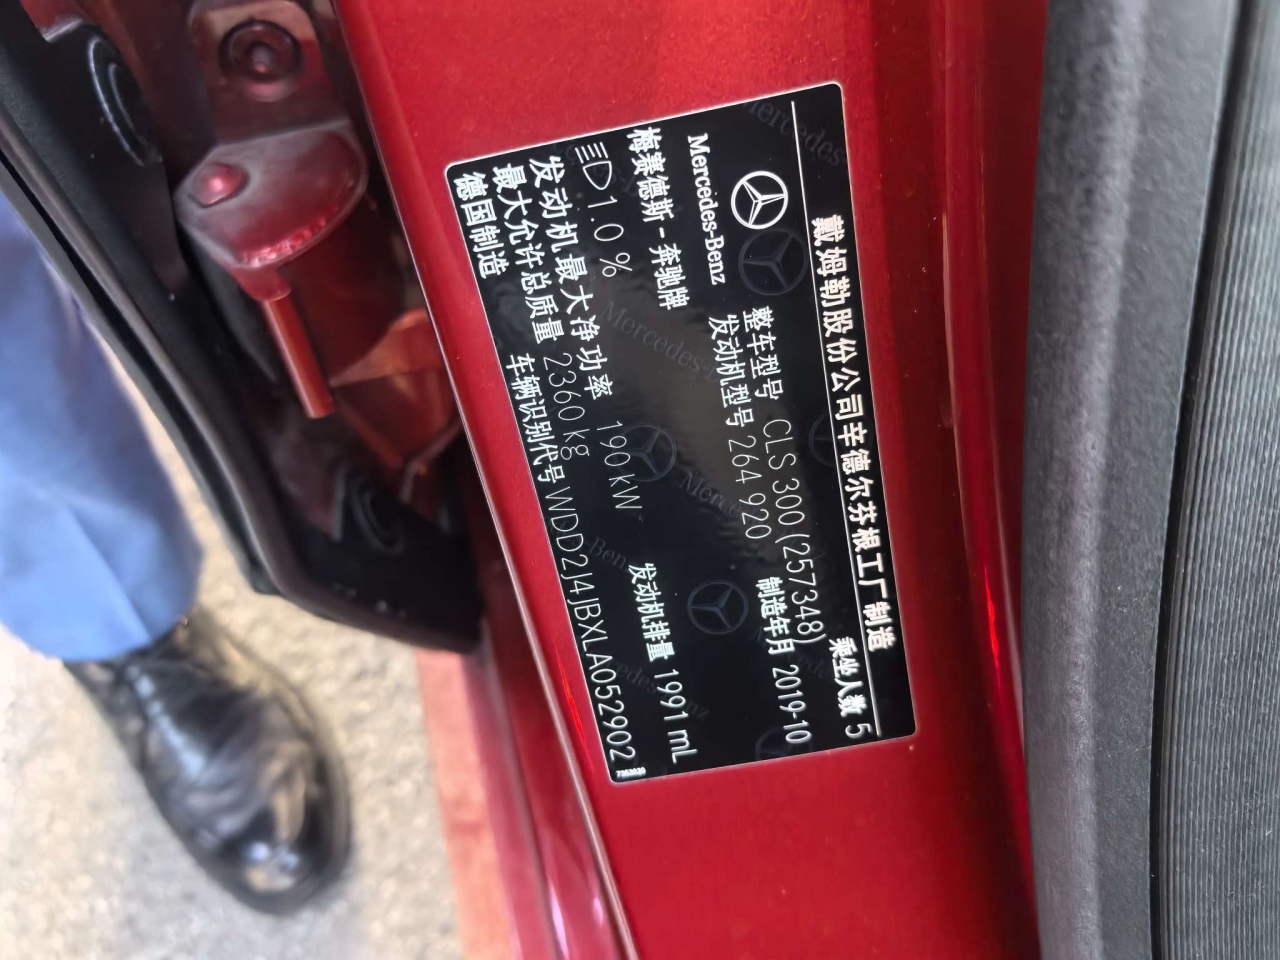 戴姆勒股份公司辛德尔芬根工厂制造
Mercedes-Benz
梅赛德斯-奔驰牌
整车型号 CLS 300 (257348) 乘坐人数 5
发动机型号 264 920 制造年月 2019-10
1.0 %
发动机最大净功率 190 kW 发动机排量 1991 mL
最大允许总质量 2360 kg
德国制造 车辆识别代号 WDD2J4JBXLA052902